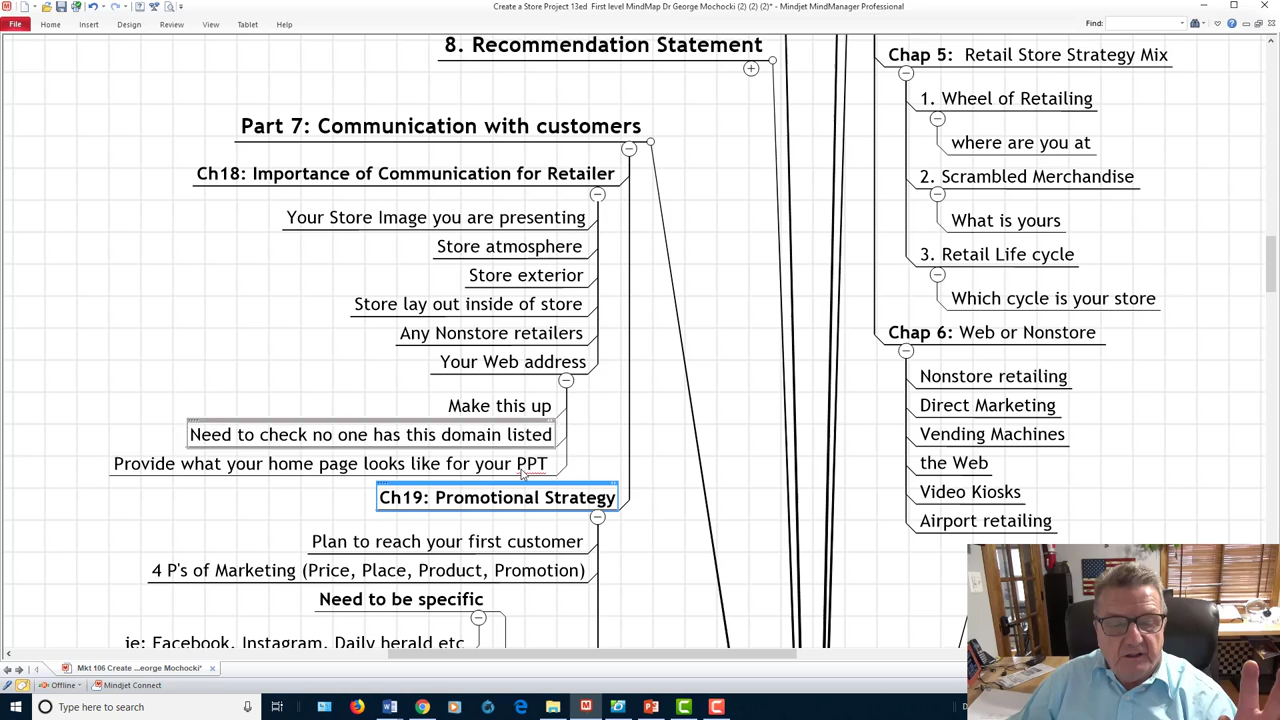 Create a Store Project 13ed First level MindMap Dr George Mochocki (2) (2) (2)* - Mindjet MindManager Professional
File Home Insert Design Review View Tablet Help
Find:
8. Recommendation Statement
Part 7: Communication with customers
Ch18: Importance of Communication for Retailer
Your Store Image you are presenting
Store atmosphere
Store exterior
Store lay out inside of store
Any Nonstore retailers
Your Web address
Make this up
Need to check no one has this domain listed
Provide what your home page looks like for your PPT
Ch19: Promotional Strategy
Plan to reach your first customer
4 P's of Marketing (Price, Place, Product, Promotion)
Need to be specific
ie: Facebook, Instagram, Daily herald etc
Chap 5: Retail Store Strategy Mix
1. Wheel of Retailing
where are you at
2. Scrambled Merchandise
What is yours
3. Retail Life cycle
Which cycle is your store
Chap 6: Web or Nonstore
Nonstore retailing
Direct Marketing
Vending Machines
the Web
Video Kiosks
Airport retailing
Mkt 106 Create ...eorge Mochocki*
Offline Mindjet Connect
Type here to search